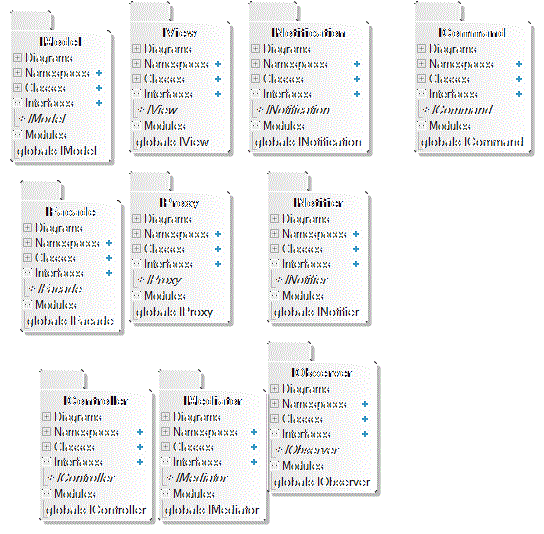 IModel
Diagrams
Namespaces
Classes
Interfaces
IModel
Modules
globals IModel
IView
Diagrams
Namespaces
Classes
Interfaces
IView
Modules
globals IView
INotification
Diagrams
Namespaces
Classes
Interfaces
INotification
Modules
globals INotification
ICommand
Diagrams
Namespaces
Classes
Interfaces
ICommand
Modules
globals ICommand
IFacade
Diagrams
Namespaces
Classes
Interfaces
IFacade
Modules
globals IFacade
IProxy
Diagrams
Namespaces
Classes
Interfaces
IProxy
Modules
globals IProxy
INotifier
Diagrams
Namespaces
Classes
Interfaces
INotifier
Modules
globals INotifier
IController
Diagrams
Namespaces
Classes
Interfaces
IController
Modules
globals IController
IMediator
Diagrams
Namespaces
Classes
Interfaces
IMediator
Modules
globals IMediator
IObserver
Diagrams
Namespaces
Classes
Interfaces
IObserver
Modules
globals IObserver